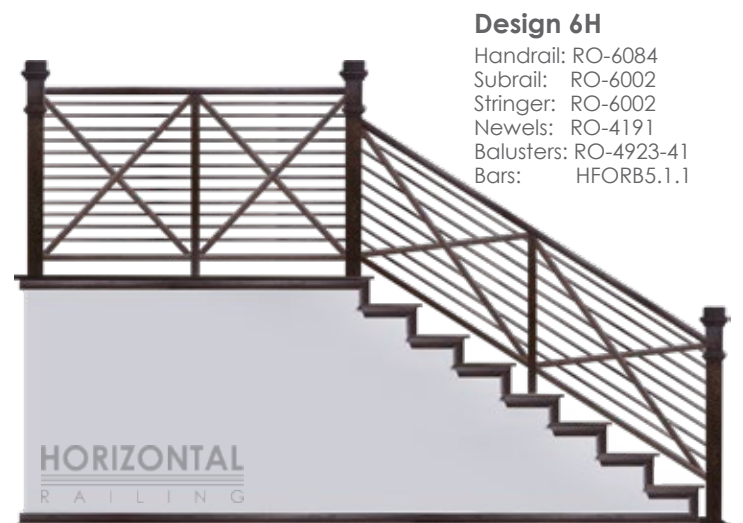 Design 6H
Handrail: RO-6084
Subrail: RO-6002
Stringer: RO-6002
Newels: RO-4191
Balusters: RO-4923-41
Bars: HFORB5.1.1
HORIZONTAL
RAILING